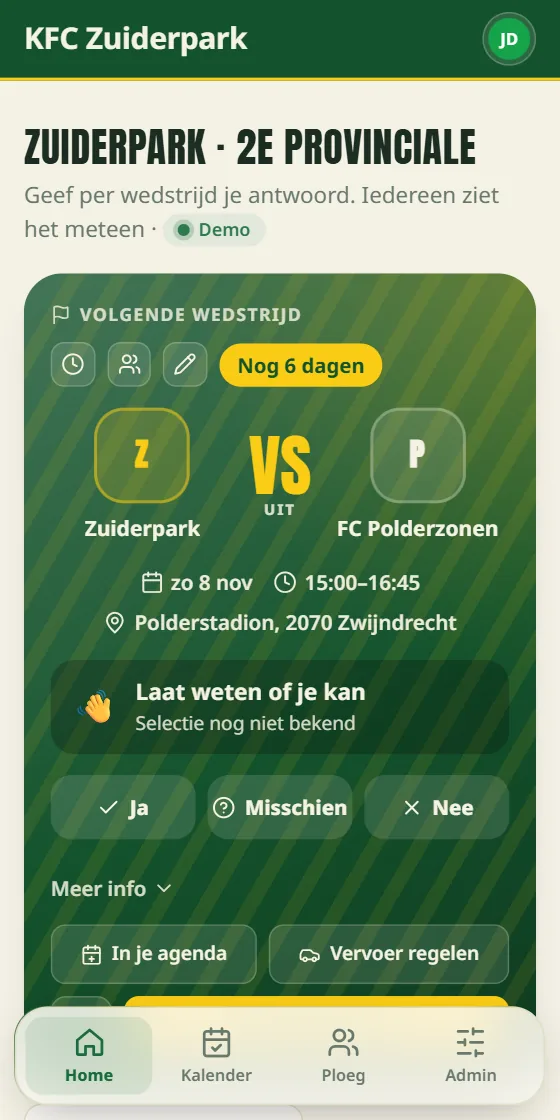 KFC Zuiderpark
JD
ZUIDERPARK · 2E PROVINCIALE
Geef per wedstrijd je antwoord. Iedereen ziet
het meteen · Demo
VOLGENDE WEDSTRIJD
Nog 6 dagen
Z
VS
P
UIT
Zuiderpark
FC Polderzonen
zo 8 nov
15:00–16:45
Polderstadion, 2070 Zwijndrecht
Laat weten of je kan
Selectie nog niet bekend
Ja
Misschien
Nee
Meer info
In je agenda
Vervoer regelen
Home
Kalender
Ploeg
Admin